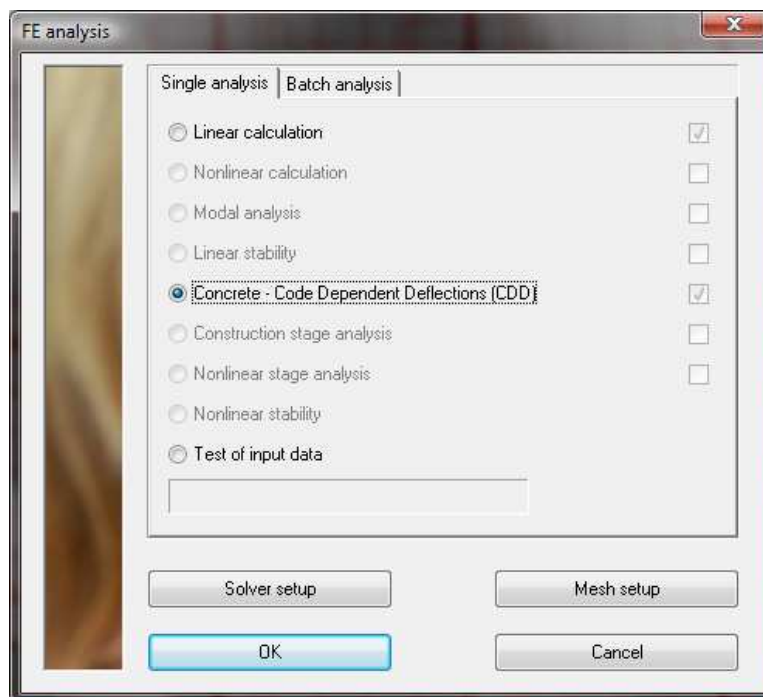 FE analysis
Single analysis
Batch analysis
Linear calculation
Nonlinear calculation
Modal analysis
Linear stability
Concrete - Code Dependent Deflections (CDD)
Construction stage analysis
Nonlinear stage analysis
Nonlinear stability
Test of input data
Solver setup
Mesh setup
OK
Cancel